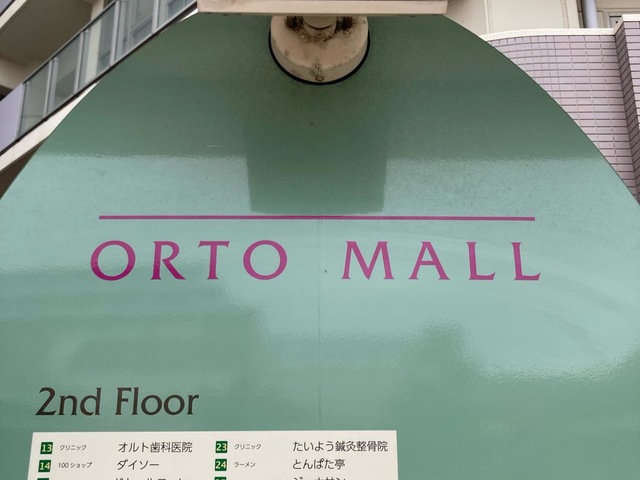 ORTO MALL
2nd Floor
13 クリニック オルト歯科医院
14 100ショップ ダイソー
23 クリニック たいよう鍼灸整骨院
24 ラーメン とんぱた亭